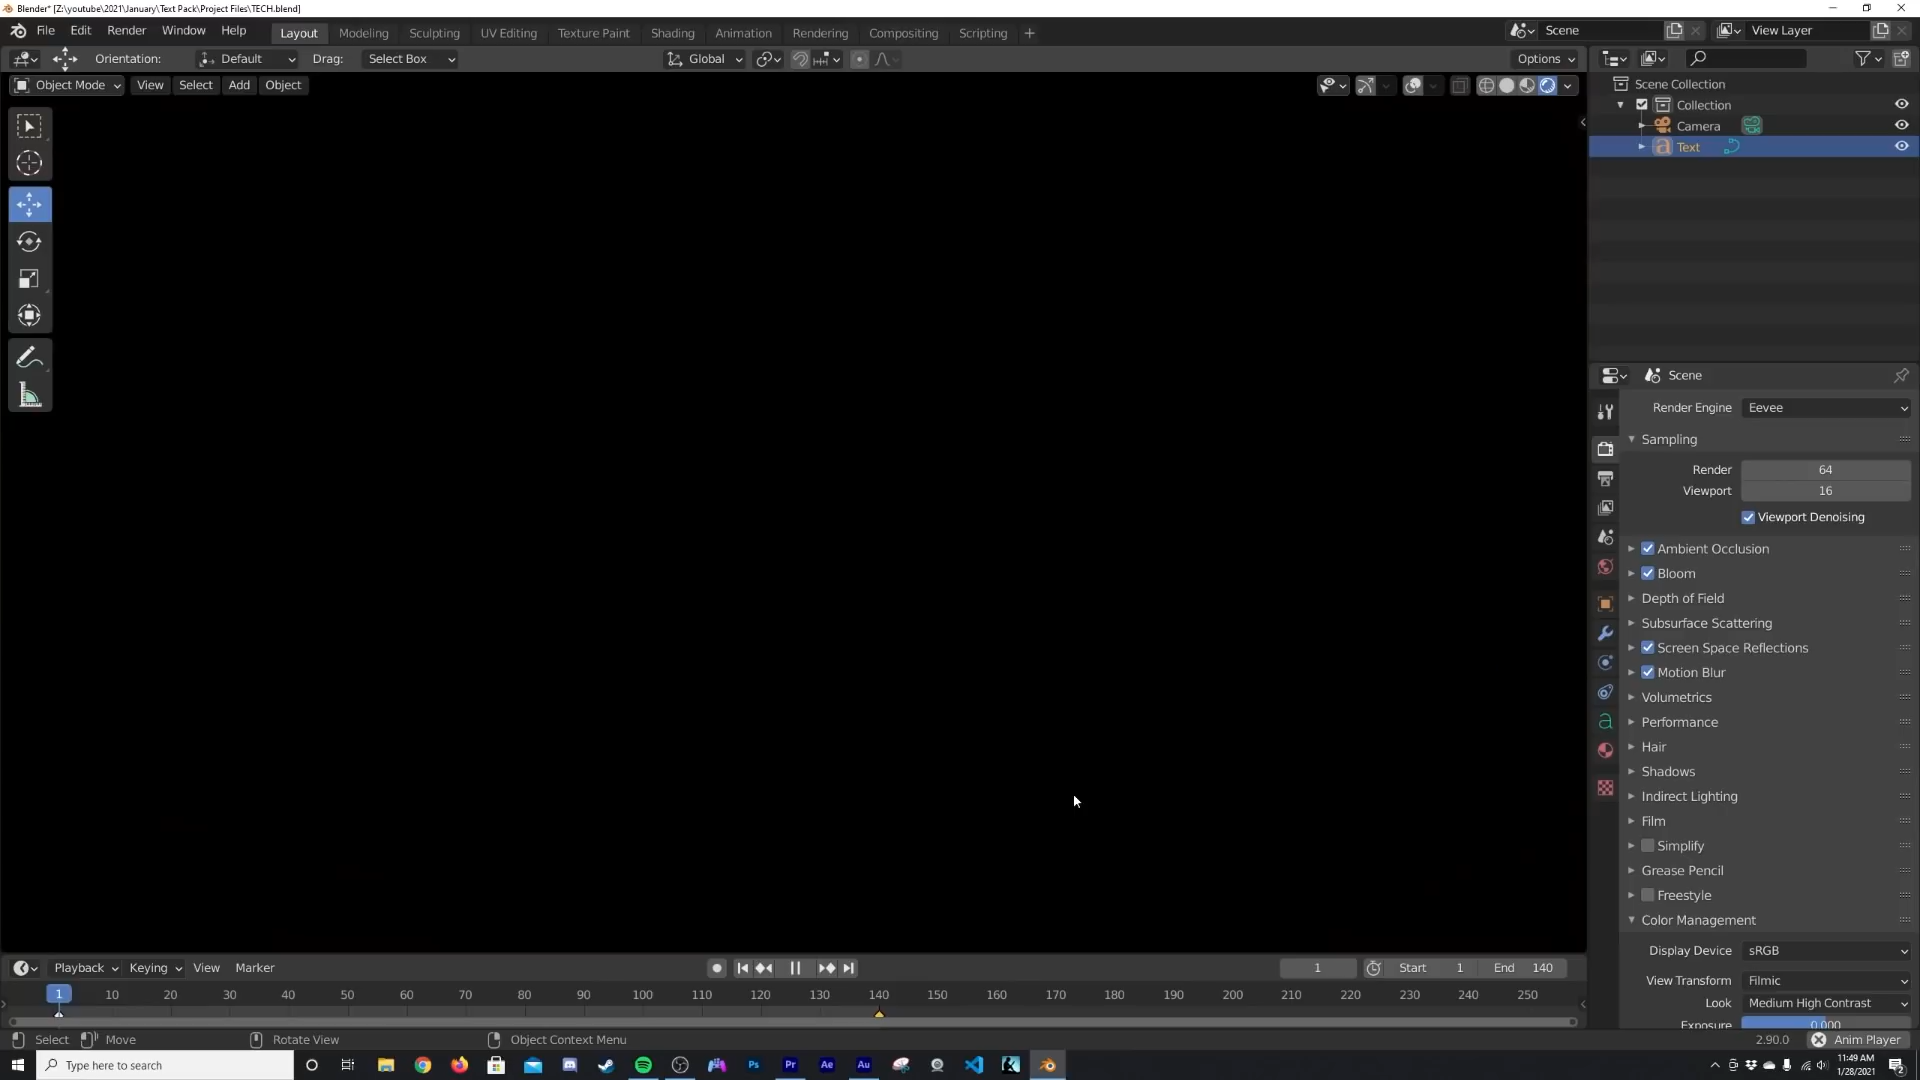 Blender* [Z:\youtube\2021\January\Text Pack\Project Files\TECH.blend]
File Edit Render Window Help Layout Modeling Sculpting UV Editing Texture Paint Shading Animation Rendering Compositing Scripting + Scene View Layer
Orientation: Default Drag: Select Box Global Options
Object Mode View Select Add Object
Scene Collection
Collection
Camera
Text
Scene
Render Engine Eevee
Sampling
Render 64
Viewport 16
Viewport Denoising
Ambient Occlusion
Bloom
Depth of Field
Subsurface Scattering
Screen Space Reflections
Motion Blur
Volumetrics
Performance
Hair
Shadows
Indirect Lighting
Film
Simplify
Grease Pencil
Freestyle
Color Management
Display Device sRGB
View Transform Filmic
Look Medium High Contrast
Exposure 0.000
Playback Keying View Marker 1 Start 1 End 140
1 10 20 30 40 50 60 70 80 90 100 110 120 130 140 150 160 170 180 190 200 210 220 230 240 250
Select Move Rotate View Object Context Menu 2.90.0 Anim Player
Type here to search Ps Pr Ae Au 11:49 AM
1/28/2021 2